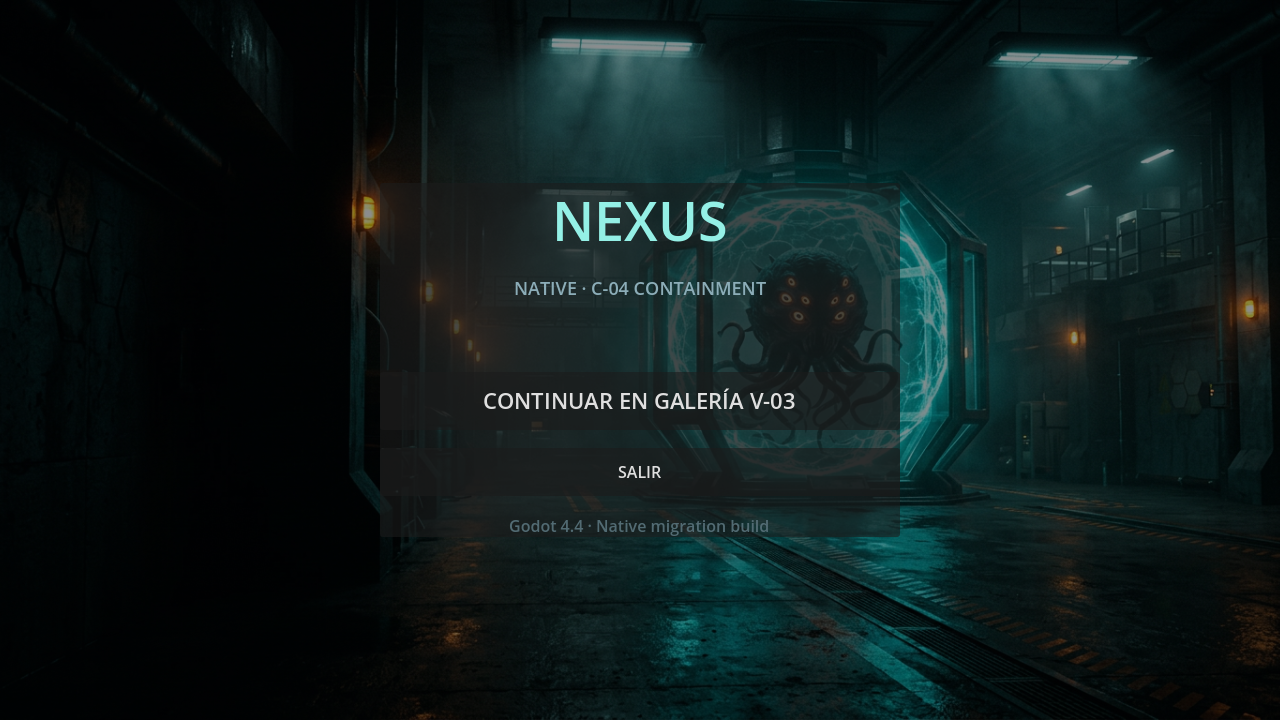 NEXUS
NATIVE · C-04 CONTAINMENT
CONTINUAR EN GALERÍA V-03
SALIR
Godot 4.4 · Native migration build